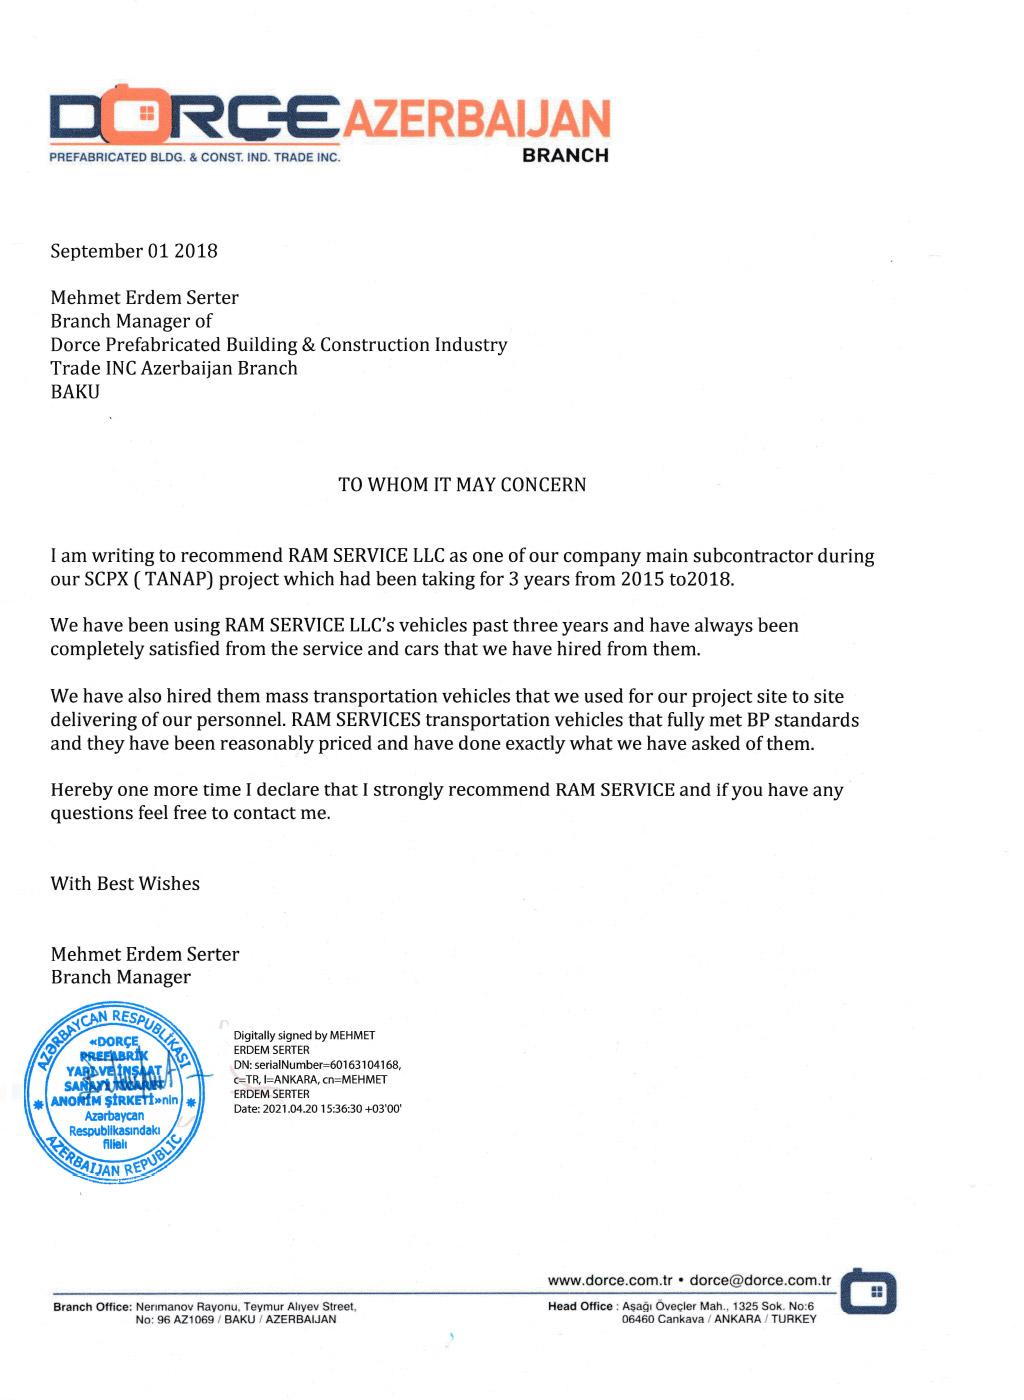 DORÇE AZERBAIJAN
PREFABRICATED BLDG. & CONST. IND. TRADE INC.
BRANCH
September 01 2018
Mehmet Erdem Serter
Branch Manager of
Dorce Prefabricated Building & Construction Industry
Trade INC Azerbaijan Branch
BAKU
TO WHOM IT MAY CONCERN
I am writing to recommend RAM SERVICE LLC as one of our company main subcontractor during
our SCPX ( TANAP) project which had been taking for 3 years from 2015 to2018.
We have been using RAM SERVICE LLC’s vehicles past three years and have always been
completely satisfied from the service and cars that we have hired from them.
We have also hired them mass transportation vehicles that we used for our project site to site
delivering of our personnel. RAM SERVICES transportation vehicles that fully met BP standards
and they have been reasonably priced and have done exactly what we have asked of them.
Hereby one more time I declare that I strongly recommend RAM SERVICE and if you have any
questions feel free to contact me.
With Best Wishes
Mehmet Erdem Serter
Branch Manager
AZƏRBAYCAN RESPUBLİKASI
«DORÇE
PREFABRİK
YAPI VE İNŞAAT
SANAYİ TİCARET
ANONİM ŞİRKETİ»nin
Azərbaycan
Respublikasındakı
filialı
AZERBAIJAN REPUBLIC
Digitally signed by MEHMET
ERDEM SERTER
DN: serialNumber=60163104168,
c=TR, l=ANKARA, cn=MEHMET
ERDEM SERTER
Date: 2021.04.20 15:36:30 +03'00'
www.dorce.com.tr • dorce@dorce.com.tr
Branch Office: Nerımanov Rayonu, Teymur Alıyev Street,
No: 96 AZ1069 / BAKU / AZERBAIJAN
Head Office : Aşağı Öveçler Mah., 1325 Sok. No:6
06460 Cankava / ANKARA / TURKEY